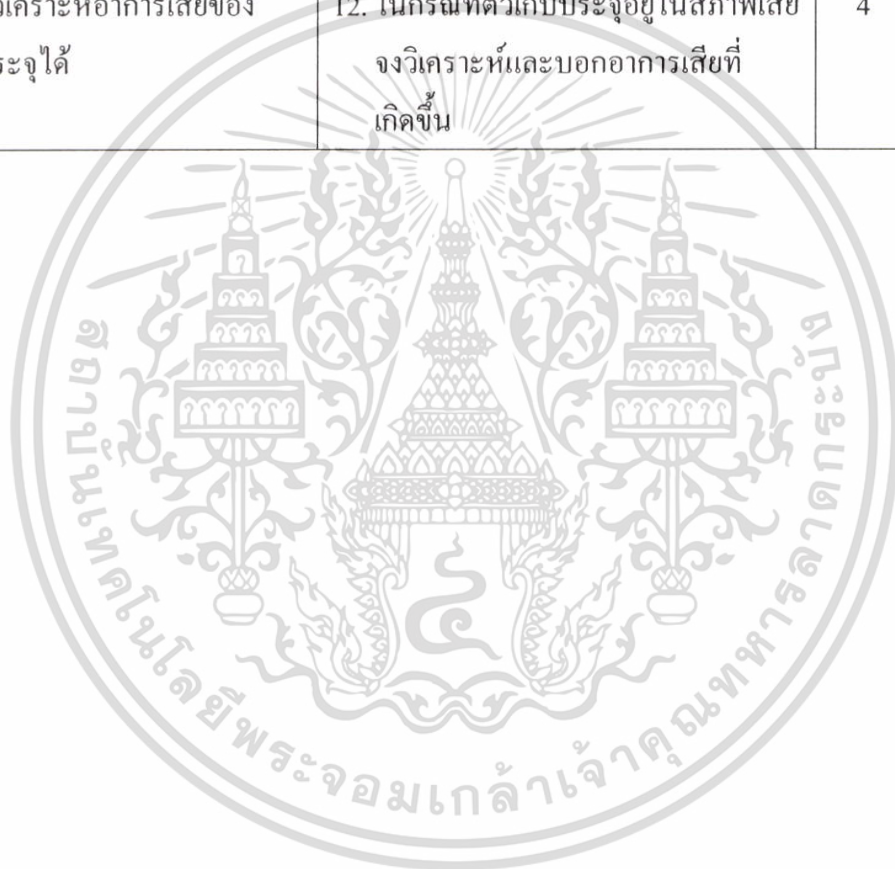 วิเคราะห์อาการเสียของ
ระจุได้
12. ในกรณีที่ตัวเก็บประจุอยู่ในสภาพเสีย
จงวิเคราะห์และบอกอาการเสียที่
เกิดขึ้น
4
สถาบันเทคโนโลยีพระจอมเกล้าเจ้าคุณทหารลาดกระบัง